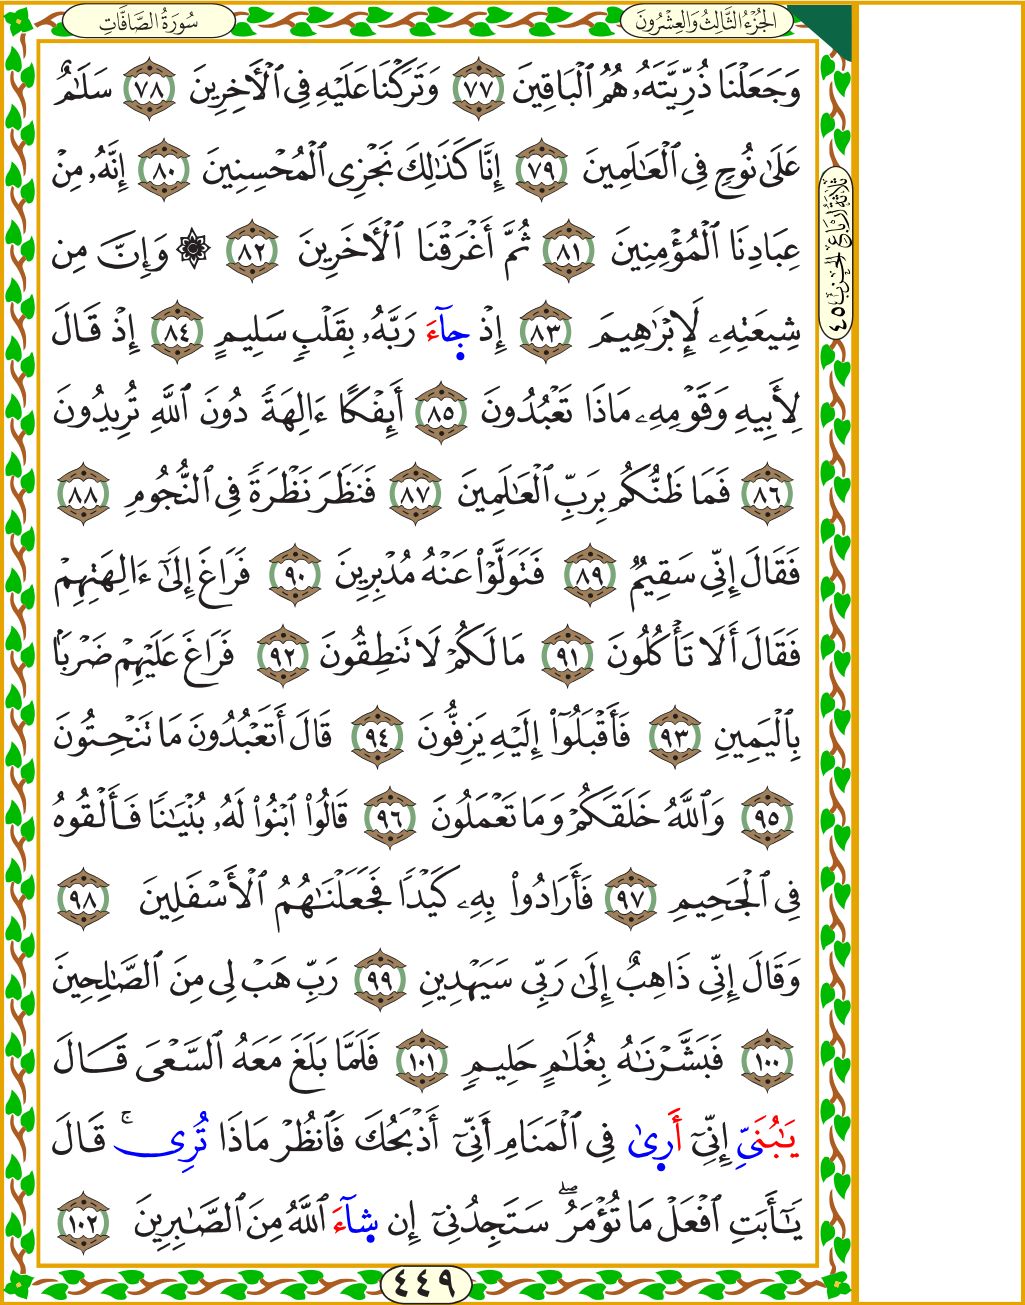 سُورَةُ الصَّافَّاتِ
الجُزْءُ الثَّالِثُ وَالعِشْرُونَ
وَجَعَلْنَا ذُرِّيَّتَهُۥ هُمُ ٱلْبَاقِينَ ٧٧ وَتَرَكْنَا عَلَيْهِ فِى ٱلْأَخِرِينَ ٧٨ سَلَٰمٌ
عَلَىٰ نُوحٍ فِى ٱلْعَٰلَمِينَ ٧٩ إِنَّا كَذَٰلِكَ نَجْزِى ٱلْمُحْسِنِينَ ٨٠ إِنَّهُۥ مِنْ
عِبَادِنَا ٱلْمُؤْمِنِينَ ٨١ ثُمَّ أَغْرَقْنَا ٱلْأَخَرِينَ ٨٢ ۞ وَإِنَّ مِن
شِيعَتِهِۦ لَإِبْرَٰهِيمَ ٨٣ إِذْ جَآءَ رَبَّهُۥ بِقَلْبٍ سَلِيمٍ ٨٤ إِذْ قَالَ
لِأَبِيهِ وَقَوْمِهِۦ مَاذَا تَعْبُدُونَ ٨٥ أَئِفْكًا ءَالِهَةً دُونَ ٱللَّهِ تُرِيدُونَ
٨٦ فَمَا ظَنُّكُم بِرَبِّ ٱلْعَٰلَمِينَ ٨٧ فَنَظَرَ نَظْرَةً فِى ٱلنُّجُومِ ٨٨
فَقَالَ إِنِّى سَقِيمٌ ٨٩ فَتَوَلَّوْا۟ عَنْهُ مُدْبِرِينَ ٩٠ فَرَاغَ إِلَىٰٓ ءَالِهَتِهِمْ
فَقَالَ أَلَا تَأْكُلُونَ ٩١ مَا لَكُمْ لَا تَنطِقُونَ ٩٢ فَرَاغَ عَلَيْهِمْ ضَرْبًۢا
بِٱلْيَمِينِ ٩٣ فَأَقْبَلُوٓا۟ إِلَيْهِ يَزِفُّونَ ٩٤ قَالَ أَتَعْبُدُونَ مَا تَنْحِتُونَ
٩٥ وَٱللَّهُ خَلَقَكُمْ وَمَا تَعْمَلُونَ ٩٦ قَالُوا۟ ٱبْنُوا۟ لَهُۥ بُنْيَٰنًا فَأَلْقُوهُ
فِى ٱلْجَحِيمِ ٩٧ فَأَرَادُوا۟ بِهِۦ كَيْدًا فَجَعَلْنَٰهُمُ ٱلْأَسْفَلِينَ ٩٨
وَقَالَ إِنِّى ذَاهِبٌ إِلَىٰ رَبِّى سَيَهْدِينِ ٩٩ رَبِّ هَبْ لِى مِنَ ٱلصَّٰلِحِينَ
١٠٠ فَبَشَّرْنَٰهُ بِغُلَٰمٍ حَلِيمٍ ١٠١ فَلَمَّا بَلَغَ مَعَهُ ٱلسَّعْىَ قَالَ
يَٰبُنَىِّ إِنِّىٓ أَرِىٰ فِى ٱلْمَنَامِ أَنِّىٓ أَذْبَحُكَ فَٱنظُرْ مَاذَا تُرِى ۚ قَالَ
يَٰٓأَبَتِ ٱفْعَلْ مَا تُؤْمَرُ ۖ سَتَجِدُنِىٓ إِن شَآءَ ٱللَّهُ مِنَ ٱلصَّٰبِرِينَ ١٠٢
ثَلَاثَةُ أَرْبَاعِ الحِزْبِ ٤٥
٤٤٩